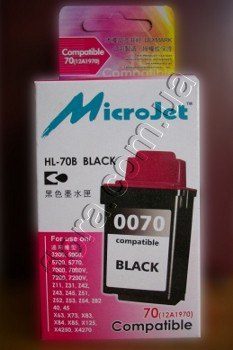 Compatible
70 (12A1970)
MicroJet™
HL-70B BLACK
黑色墨水匣
0070
compatible
BLACK
For use on:
3200, 5000,
5700, 5770,
7000, 7000V,
7200, 7200V,
Z11, Z31, Z42,
Z43, Z45, Z51,
Z52, Z53, Z54, Z82
40, 45
X63, X73, X83,
X84, X85, X125,
X4250, X4270
70 (12A1970)
Compatible